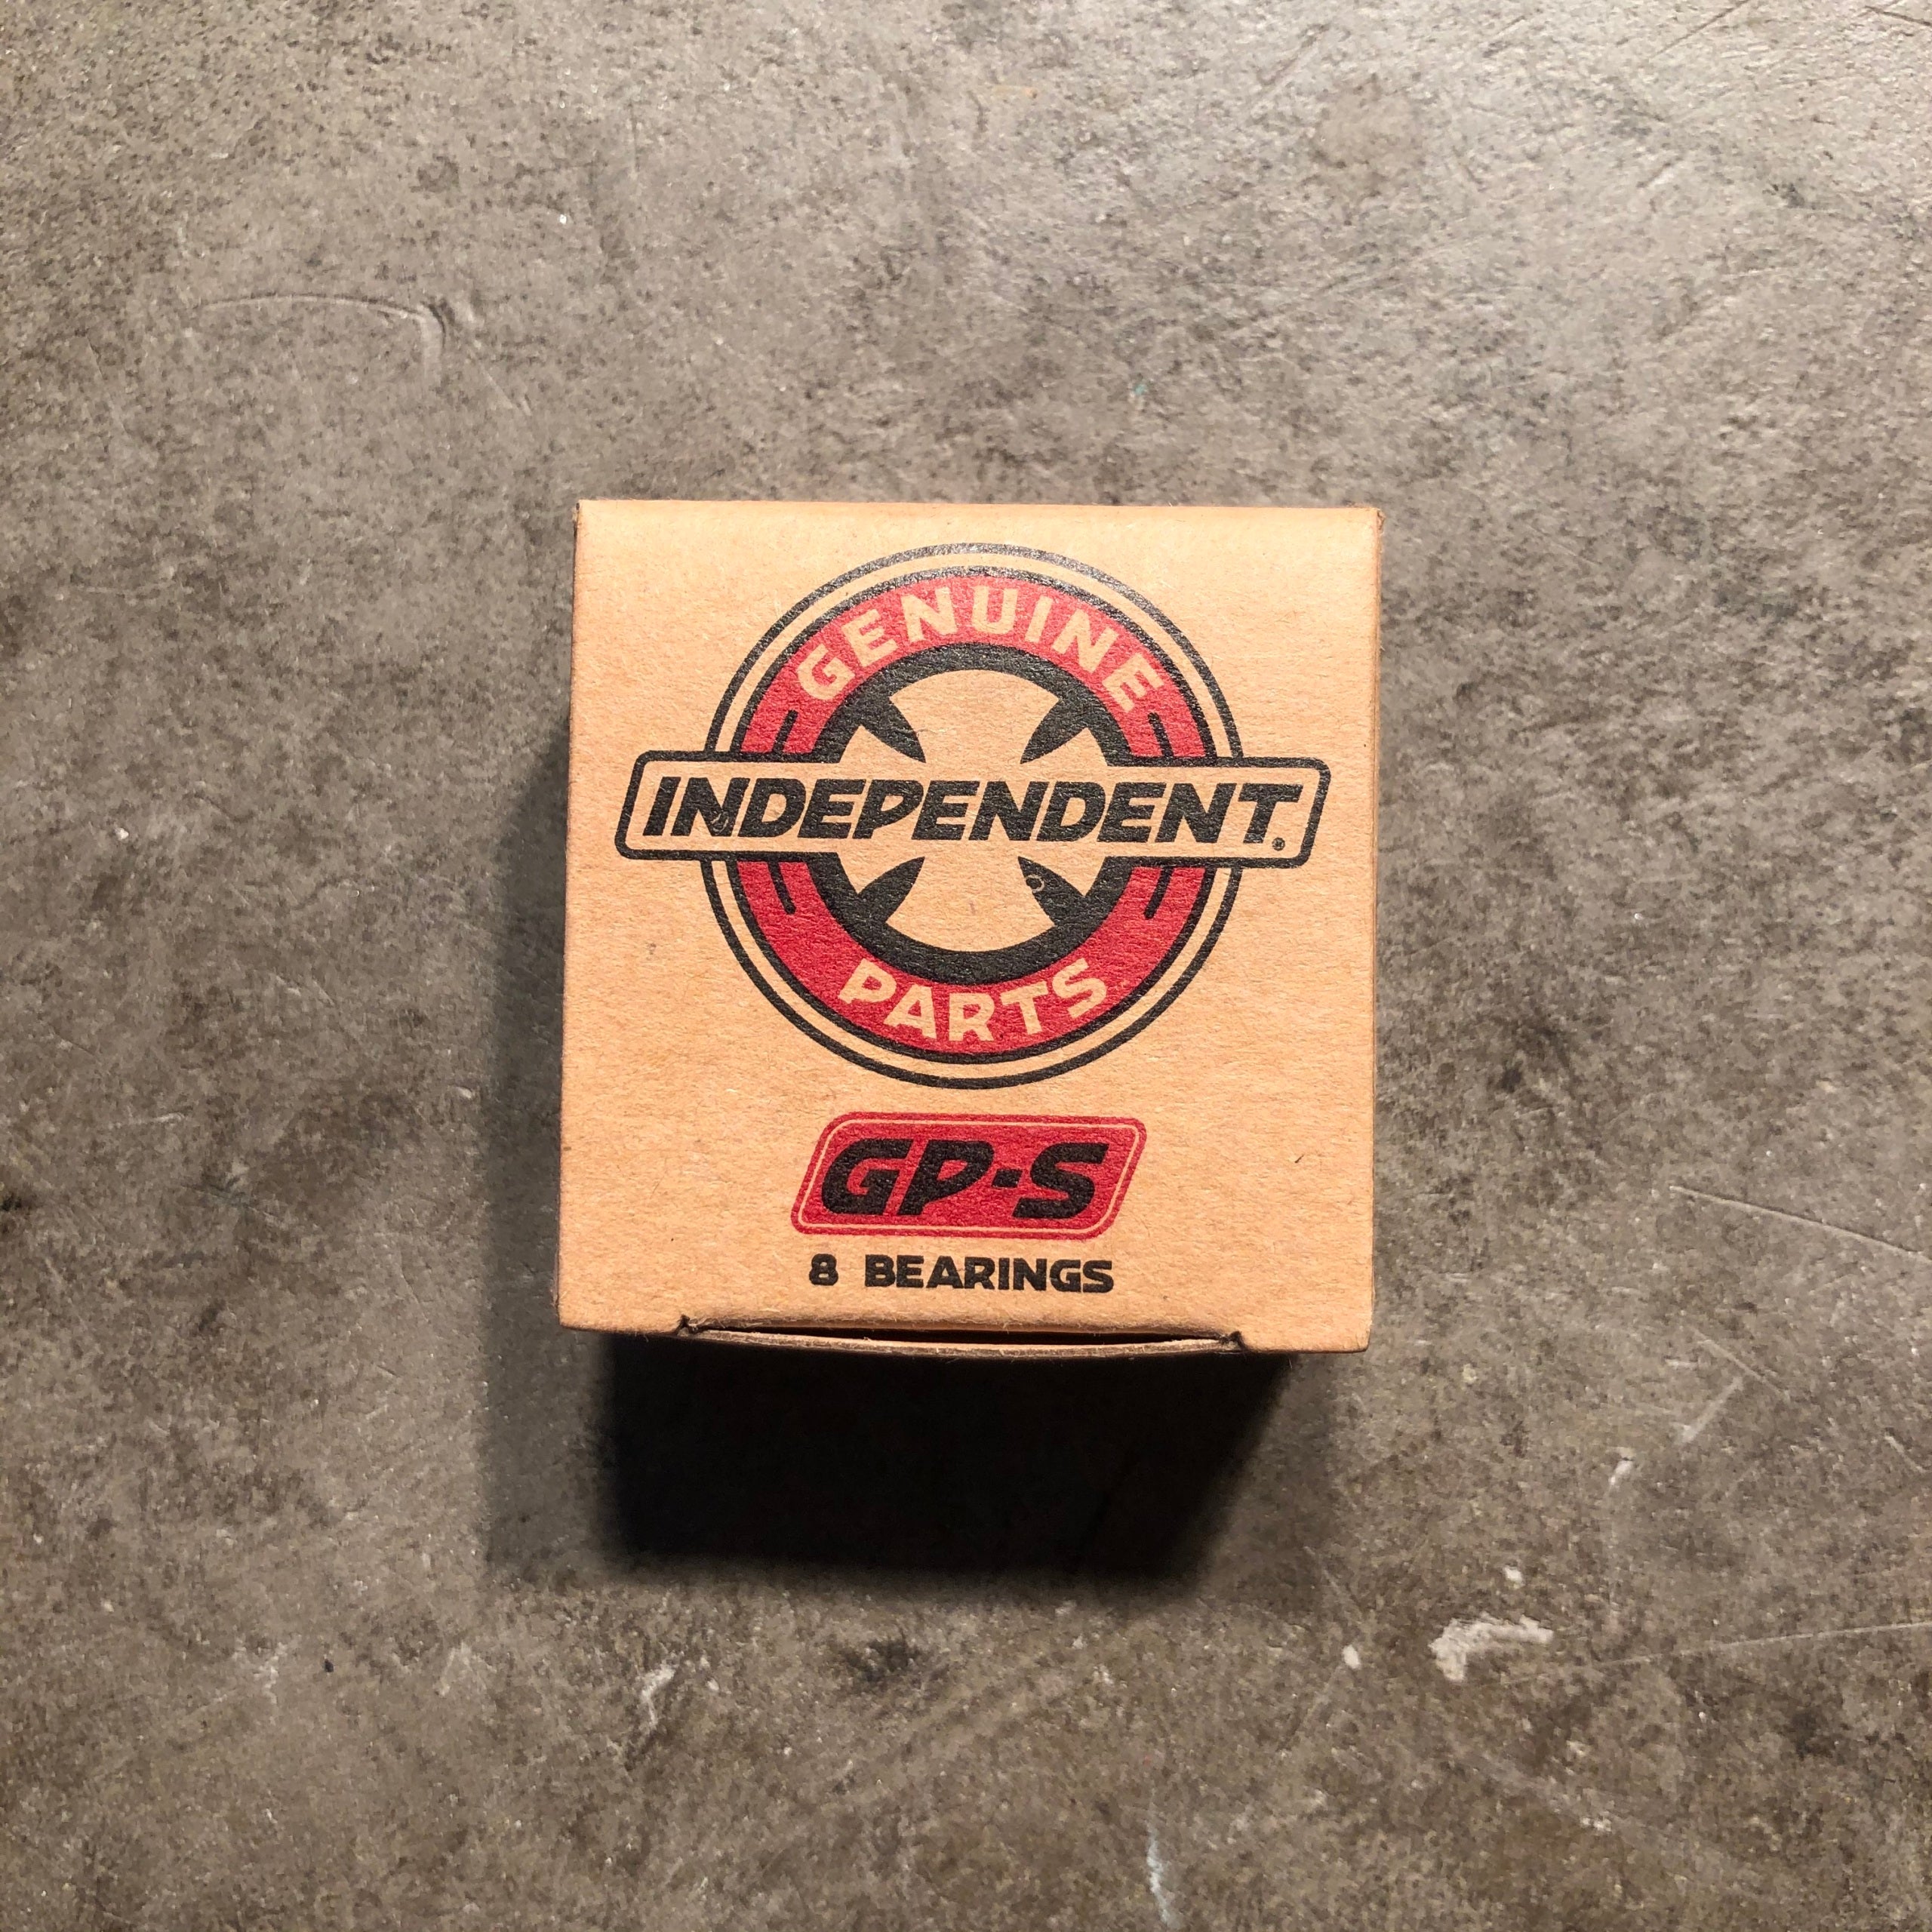 GENUINE
INDEPENDENT®
PARTS
GP-S
8 BEARINGS